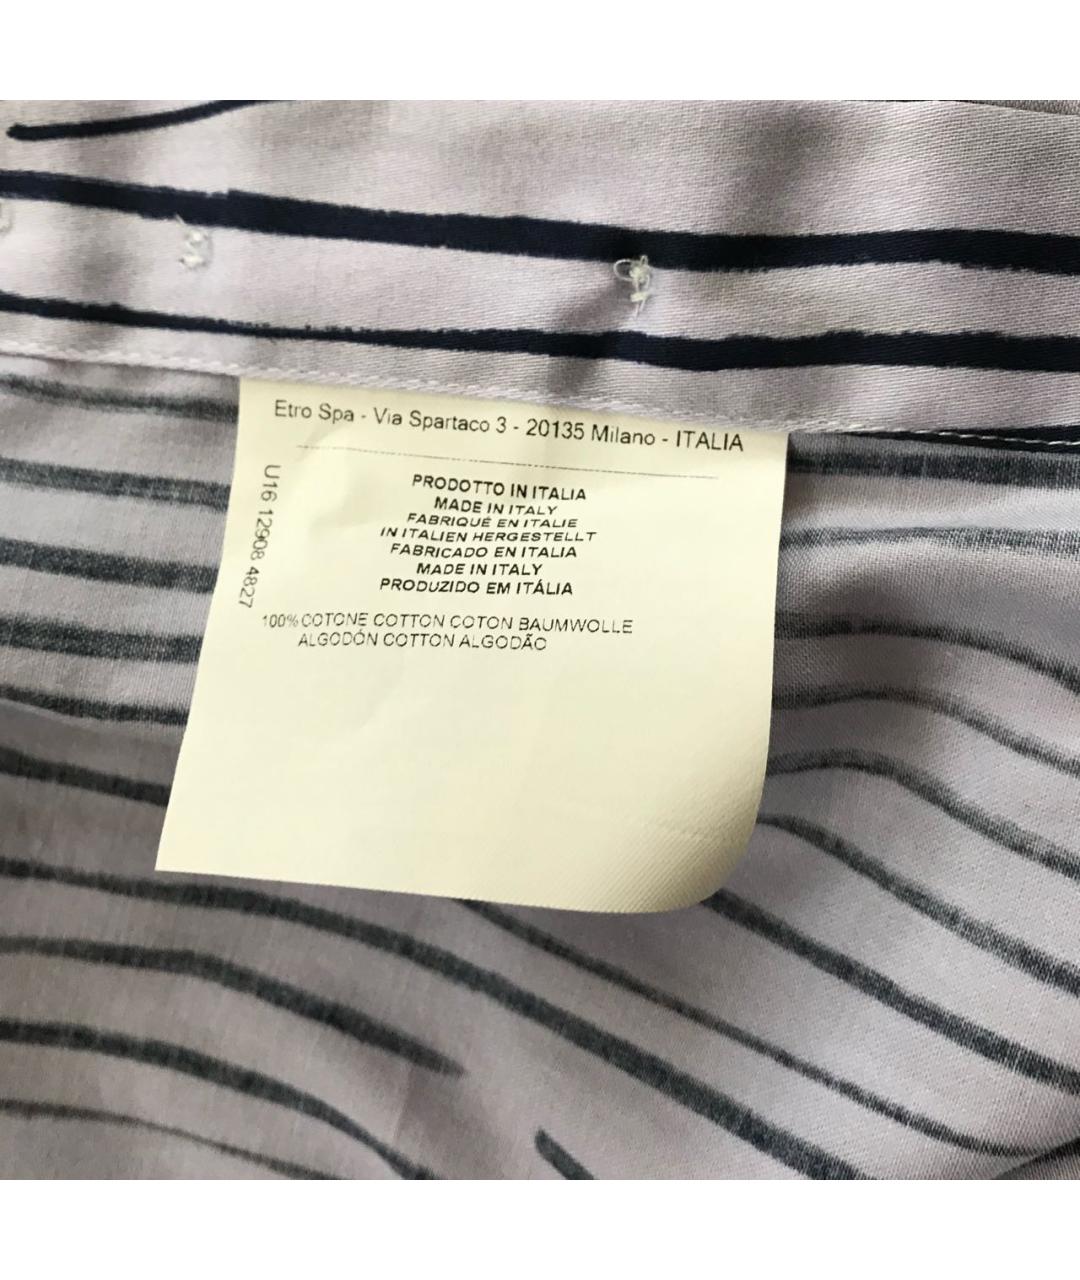 Etro Spa - Via Spartaco 3 - 20135 Milano - ITALIA
PRODOTTO IN ITALIA
MADE IN ITALY
FABRIQUÉ EN ITALIE
IN ITALIEN HERGESTELLT
FABRICADO EN ITALIA
MADE IN ITALY
PRODUZIDO EM ITÁLIA
100% COTONE COTTON COTON BAUMWOLLE
ALGODÓN COTTON ALGODÃO
U16 12908 4827